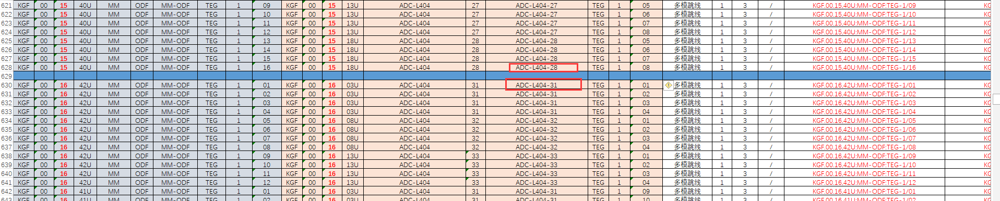 621 KGF 00 15 40U MM ODF MM-ODF TEG 1 09 KGF 00 15 13U ADC-L404 27 ADC-L404-27 TEG 1 05 多模跳线 1 3 / KGF.00.15.40U:MM-ODF:TEG-1/09 KG
622 KGF 00 15 40U MM ODF MM-ODF TEG 1 10 KGF 00 15 13U ADC-L404 27 ADC-L404-27 TEG 1 06 多模跳线 1 3 / KGF.00.15.40U:MM-ODF:TEG-1/10 KG
623 KGF 00 15 40U MM ODF MM-ODF TEG 1 11 KGF 00 15 13U ADC-L404 27 ADC-L404-27 TEG 1 07 多模跳线 1 3 / KGF.00.15.40U:MM-ODF:TEG-1/11 KG
624 KGF 00 15 40U MM ODF MM-ODF TEG 1 12 KGF 00 15 13U ADC-L404 27 ADC-L404-27 TEG 1 08 多模跳线 1 3 / KGF.00.15.40U:MM-ODF:TEG-1/12 KG
625 KGF 00 15 40U MM ODF MM-ODF TEG 1 13 KGF 00 15 18U ADC-L404 28 ADC-L404-28 TEG 1 05 多模跳线 1 3 / KGF.00.15.40U:MM-ODF:TEG-1/13 KG
626 KGF 00 15 40U MM ODF MM-ODF TEG 1 14 KGF 00 15 18U ADC-L404 28 ADC-L404-28 TEG 1 06 多模跳线 1 3 / KGF.00.15.40U:MM-ODF:TEG-1/14 KG
627 KGF 00 15 40U MM ODF MM-ODF TEG 1 15 KGF 00 15 18U ADC-L404 28 ADC-L404-28 TEG 1 07 多模跳线 1 3 / KGF.00.15.40U:MM-ODF:TEG-1/15 KG
628 KGF 00 15 40U MM ODF MM-ODF TEG 1 16 KGF 00 15 18U ADC-L404 28 ADC-L404-28 TEG 1 08 多模跳线 1 3 / KGF.00.15.40U:MM-ODF:TEG-1/16 KG
629
630 KGF 00 16 42U MM ODF MM-ODF TEG 1 01 KGF 00 16 03U ADC-L404 31 ADC-L404-31 TEG 1 01 多模跳线 1 3 / KGF.00.16.42U:MM-ODF:TEG-1/01 KG
631 KGF 00 16 42U MM ODF MM-ODF TEG 1 02 KGF 00 16 03U ADC-L404 31 ADC-L404-31 TEG 1 02 多模跳线 1 3 / KGF.00.16.42U:MM-ODF:TEG-1/02 KG
632 KGF 00 16 42U MM ODF MM-ODF TEG 1 03 KGF 00 16 03U ADC-L404 31 ADC-L404-31 TEG 1 03 多模跳线 1 3 / KGF.00.16.42U:MM-ODF:TEG-1/03 KG
633 KGF 00 16 42U MM ODF MM-ODF TEG 1 04 KGF 00 16 03U ADC-L404 31 ADC-L404-31 TEG 1 04 多模跳线 1 3 / KGF.00.16.42U:MM-ODF:TEG-1/04 KG
634 KGF 00 16 42U MM ODF MM-ODF TEG 1 05 KGF 00 16 08U ADC-L404 32 ADC-L404-32 TEG 1 01 多模跳线 1 3 / KGF.00.16.42U:MM-ODF:TEG-1/05 KG
635 KGF 00 16 42U MM ODF MM-ODF TEG 1 06 KGF 00 16 08U ADC-L404 32 ADC-L404-32 TEG 1 02 多模跳线 1 3 / KGF.00.16.42U:MM-ODF:TEG-1/06 KG
636 KGF 00 16 42U MM ODF MM-ODF TEG 1 07 KGF 00 16 08U ADC-L404 32 ADC-L404-32 TEG 1 03 多模跳线 1 3 / KGF.00.16.42U:MM-ODF:TEG-1/07 KG
637 KGF 00 16 42U MM ODF MM-ODF TEG 1 08 KGF 00 16 08U ADC-L404 32 ADC-L404-32 TEG 1 04 多模跳线 1 3 / KGF.00.16.42U:MM-ODF:TEG-1/08 KG
638 KGF 00 16 42U MM ODF MM-ODF TEG 1 09 KGF 00 16 13U ADC-L404 33 ADC-L404-33 TEG 1 01 多模跳线 1 3 / KGF.00.16.42U:MM-ODF:TEG-1/09 KG
639 KGF 00 16 42U MM ODF MM-ODF TEG 1 10 KGF 00 16 13U ADC-L404 33 ADC-L404-33 TEG 1 02 多模跳线 1 3 / KGF.00.16.42U:MM-ODF:TEG-1/10 KG
640 KGF 00 16 42U MM ODF MM-ODF TEG 1 11 KGF 00 16 13U ADC-L404 33 ADC-L404-33 TEG 1 03 多模跳线 1 3 / KGF.00.16.42U:MM-ODF:TEG-1/11 KG
641 KGF 00 16 42U MM ODF MM-ODF TEG 1 12 KGF 00 16 13U ADC-L404 33 ADC-L404-33 TEG 1 04 多模跳线 1 3 / KGF.00.16.42U:MM-ODF:TEG-1/12 KG
642 KGF 00 16 41U MM ODF MM-ODF TEG 1 01 KGF 00 16 03U ADC-L404 31 ADC-L404-31 TEG 1 09 多模跳线 1 3 / KGF.00.16.41U:MM-ODF:TEG-1/01 KG
643 KGF 00 16 41U MM ODF MM-ODF TEG 1 02 KGF 00 16 03U ADC-L404 31 ADC-L404-31 TEG 1 10 多模跳线 1 3 / KGF.00.16.41U:MM-ODF:TEG-1/02 KG